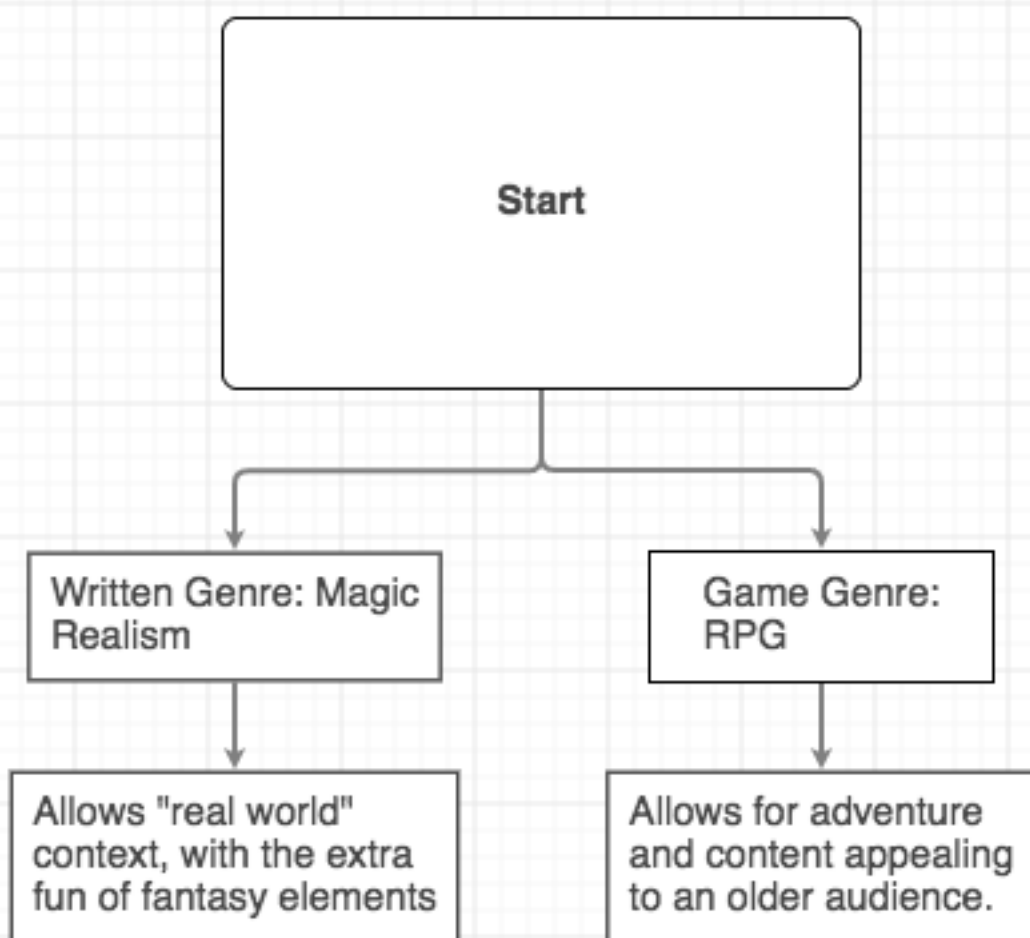 Start
Written Genre: Magic
Realism
Game Genre:
RPG
Allows "real world"
context, with the extra
fun of fantasy elements
Allows for adventure
and content appealing
to an older audience.